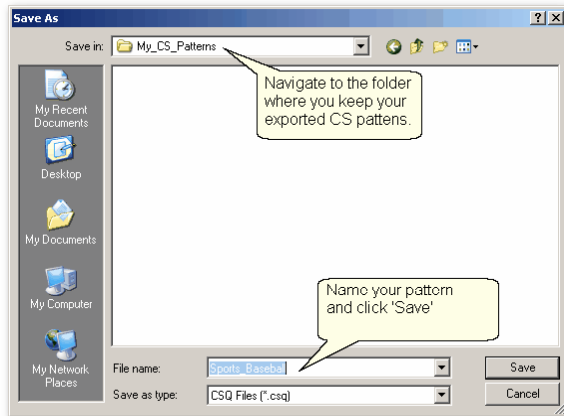 Save As
Save in:
My_CS_Patterns
Navigate to the folder
where you keep your
exported CS pattens.
My Recent
Documents
Desktop
My Documents
My Computer
My Network
Places
Name your pattern
and click 'Save'
File name:
Sports_Basebal
Save
Save as type:
CSQ Files (*.csq)
Cancel